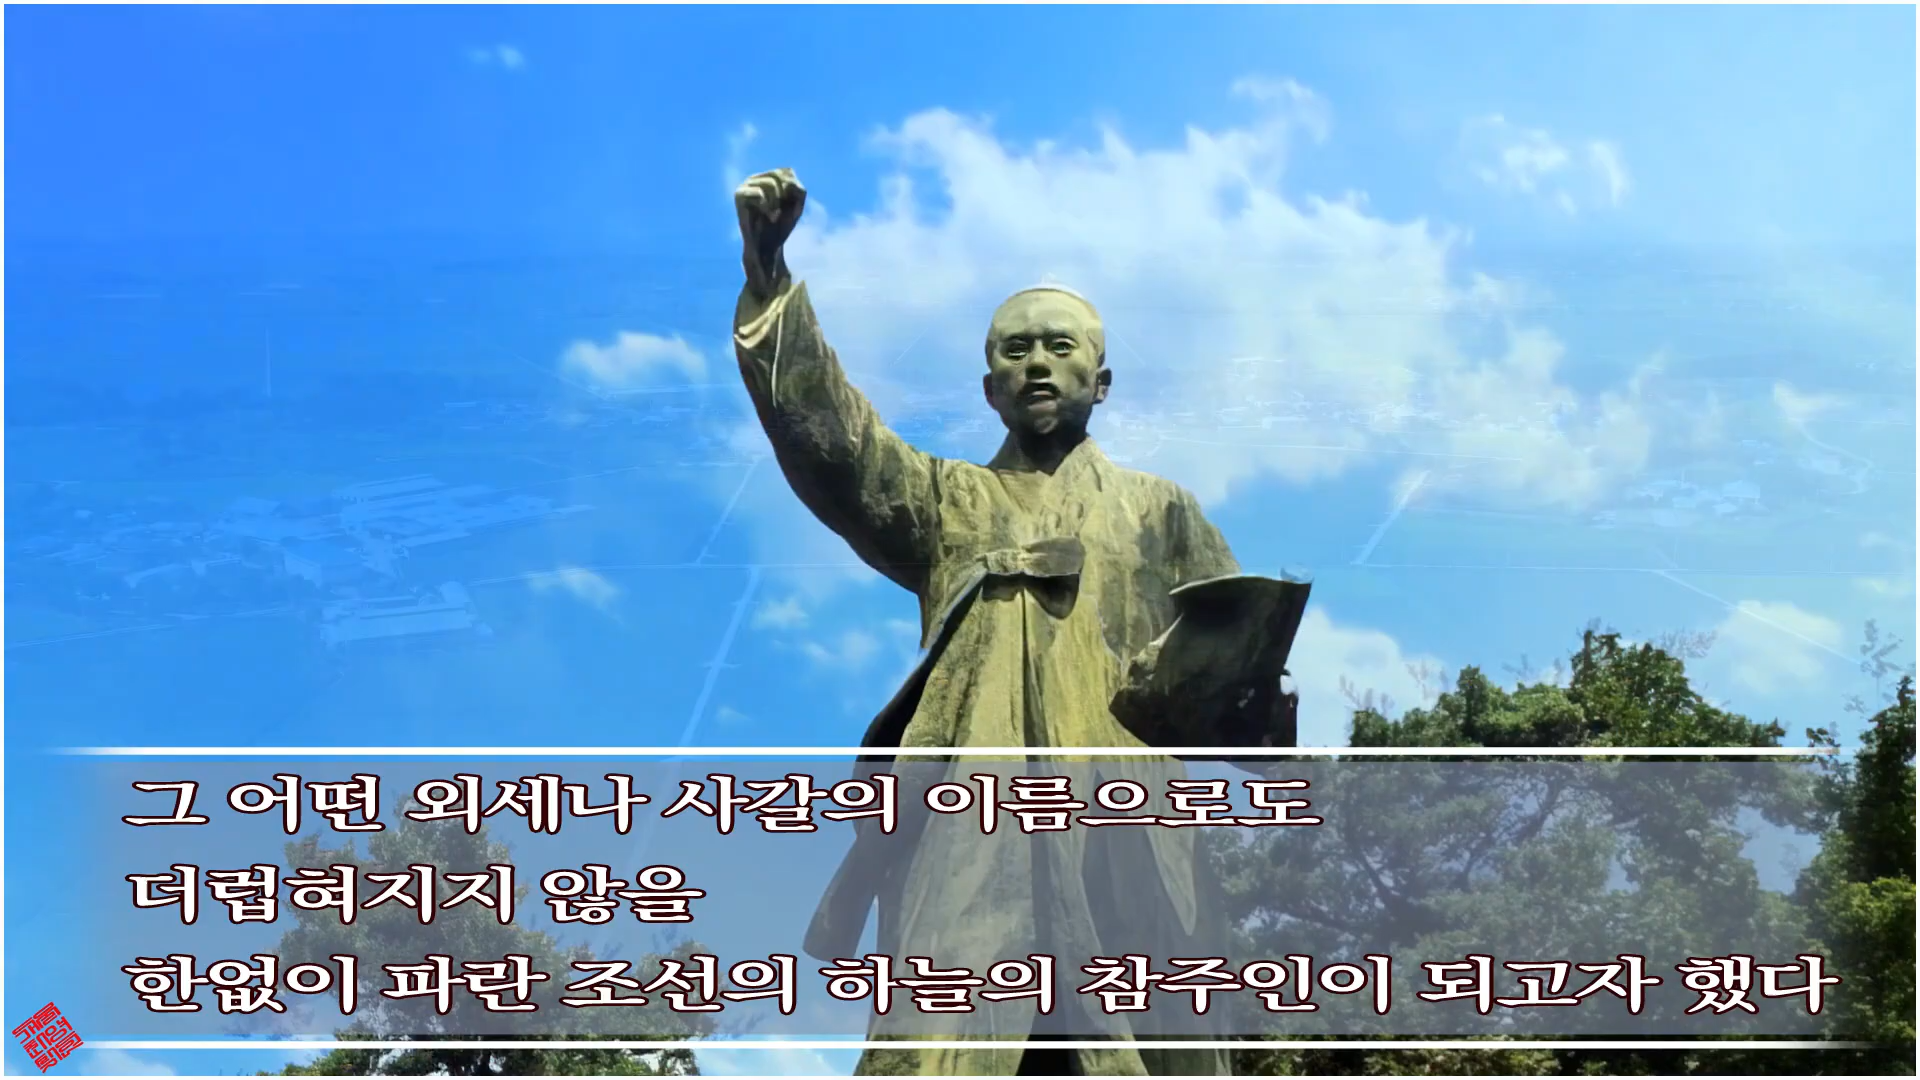 그 어떤 외세나 사갈의 이름으로도
더럽혀지지 않을
한없이 파란 조선의 하늘의 참주인이 되고자 했다